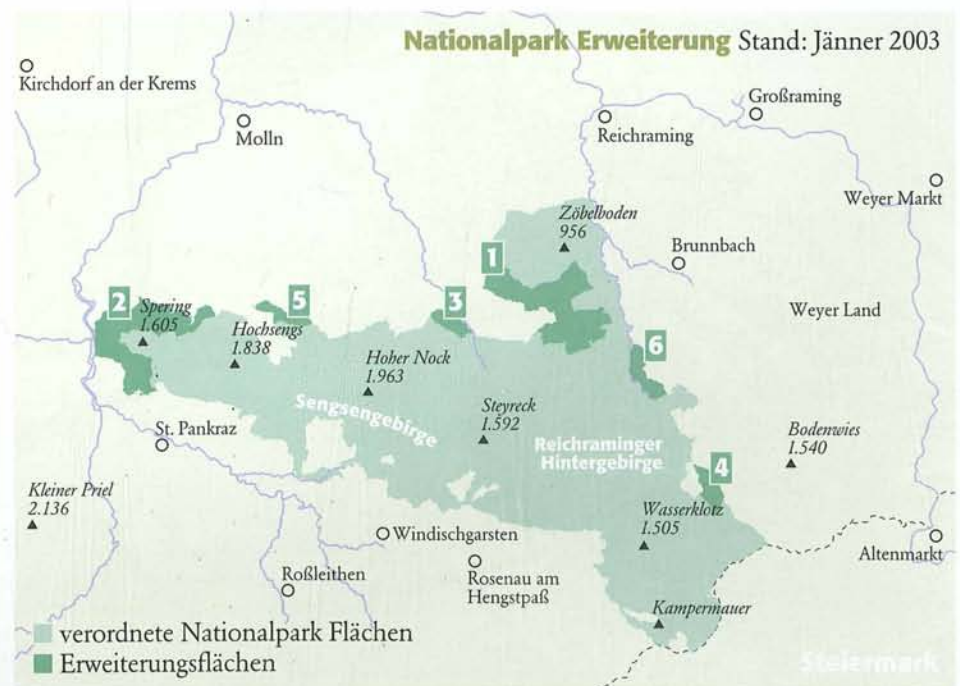 Nationalpark Erweiterung Stand: Jänner 2003
Kirchdorf an der Krems
Großraming
Molln
Reichraming
Weyer Markt
Zöbelboden
956
Brunnbach
1
2
Spering
1.605
5
3
Weyer Land
Hochsengs
1.838
6
Hoher Nock
1.963
Sengsengebirge
Steyreck
1.592
St. Pankraz
Reichraminger
Hintergebirge
Bodenwies
1.540
4
Kleiner Priel
2.136
Wasserklotz
1.505
Windischgarsten
Altenmarkt
Roßleithen
Rosenau am
Hengstpaß
Kampermauer
verordnete Nationalpark Flächen
Erweiterungsflächen
Steiermark